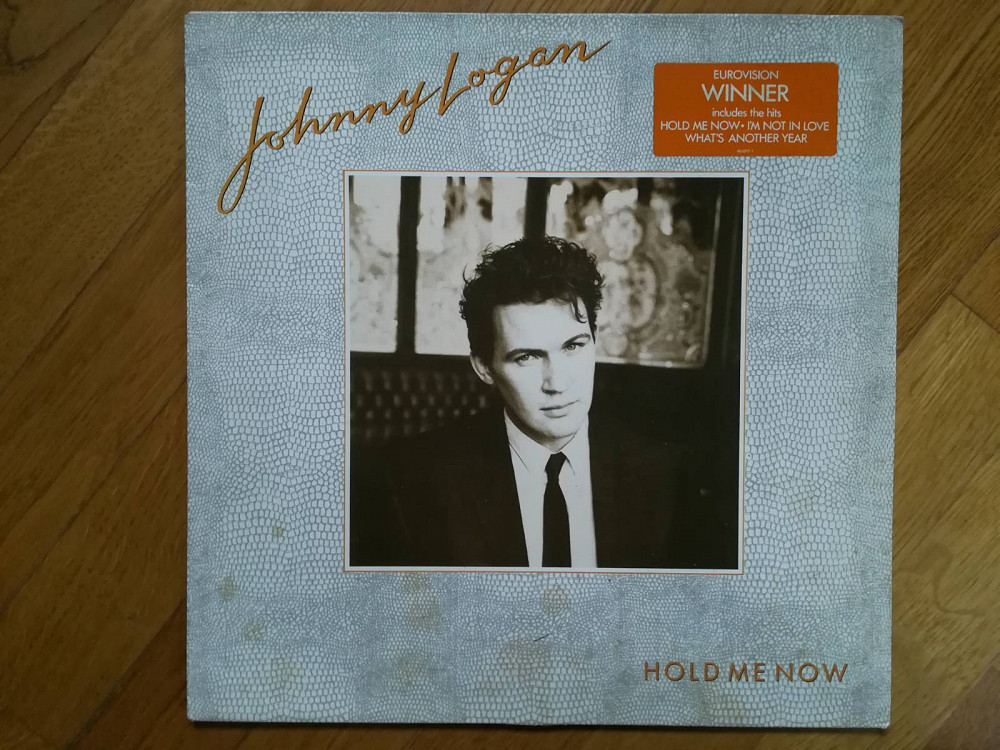 Johnny Logan
EUROVISION
WINNER
includes the hits
HOLD ME NOW • I'M NOT IN LOVE
WHAT'S ANOTHER YEAR
HOLD ME NOW